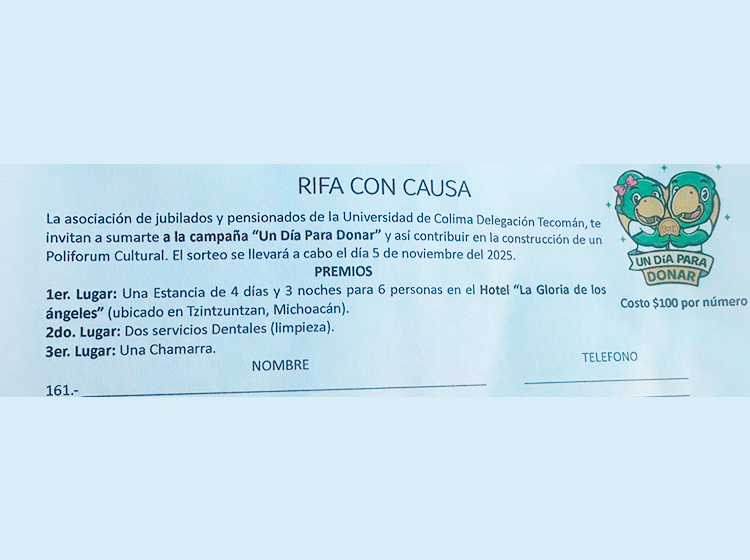 RIFA CON CAUSA
La asociación de jubilados y pensionados de la Universidad de Colima Delegación Tecomán, te
invitan a sumarte a la campaña “Un Día Para Donar” y así contribuir en la construcción de un
Poliforum Cultural. El sorteo se llevará a cabo el día 5 de noviembre del 2025.
PREMIOS
1er. Lugar: Una Estancia de 4 días y 3 noches para 6 personas en el Hotel “La Gloria de los
ángeles” (ubicado en Tzintzuntzan, Michoacán).
2do. Lugar: Dos servicios Dentales (limpieza).
3er. Lugar: Una Chamarra.
UN DÍA PARA
DONAR
Costo $100 por número
NOMBRE
TELEFONO
161.-